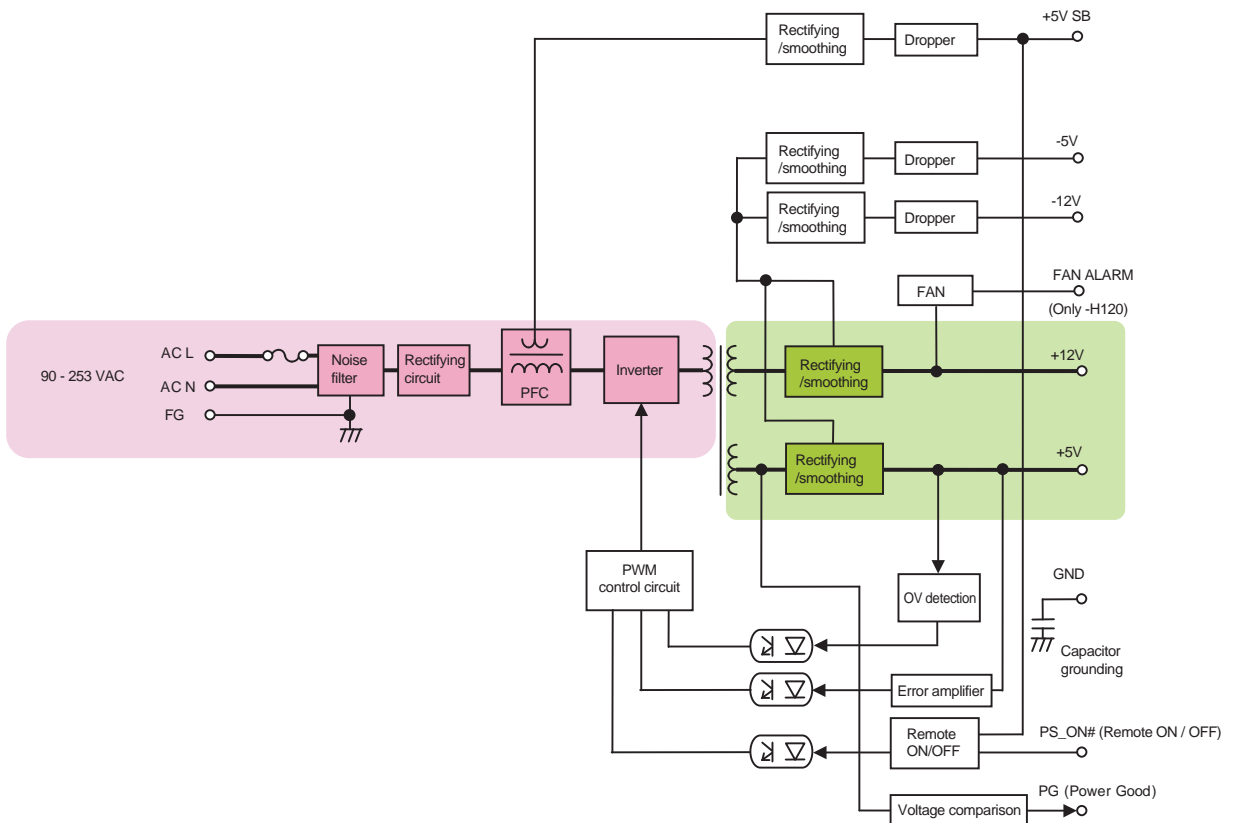 +5V SB
Rectifying
/smoothing
Dropper
-5V
Rectifying
/smoothing
Dropper
-12V
Rectifying
/smoothing
Dropper
FAN ALARM
FAN
(Only -H120)
90 - 253 VAC
AC L
AC N
FG
Noise
filter
Rectifying
circuit
PFC
Inverter
Rectifying
/smoothing
+12V
Rectifying
/smoothing
+5V
PWM
control circuit
OV detection
GND
Capacitor
grounding
Error amplifier
Remote
ON/OFF
PS_ON# (Remote ON / OFF)
PG (Power Good)
Voltage comparison